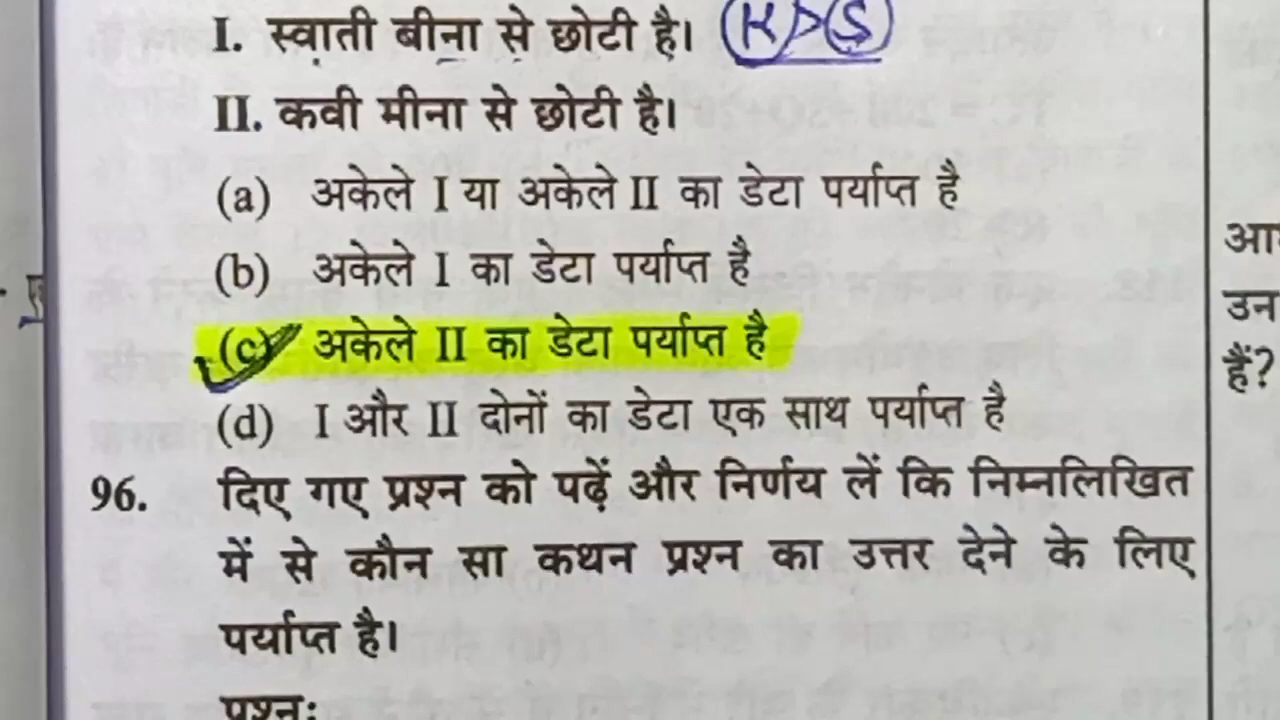 I. स्वाती बीना से छोटी है। K>S
II. कवी मीना से छोटी है।
(a) अकेले I या अकेले II का डेटा पर्याप्त है
(b) अकेले I का डेटा पर्याप्त है
(c) अकेले II का डेटा पर्याप्त है
(d) I और II दोनों का डेटा एक साथ पर्याप्त है
96. दिए गए प्रश्न को पढ़ें और निर्णय लें कि निम्नलिखित
में से कौन सा कथन प्रश्न का उत्तर देने के लिए
पर्याप्त है।
प्रश्न:
उन
हैं?